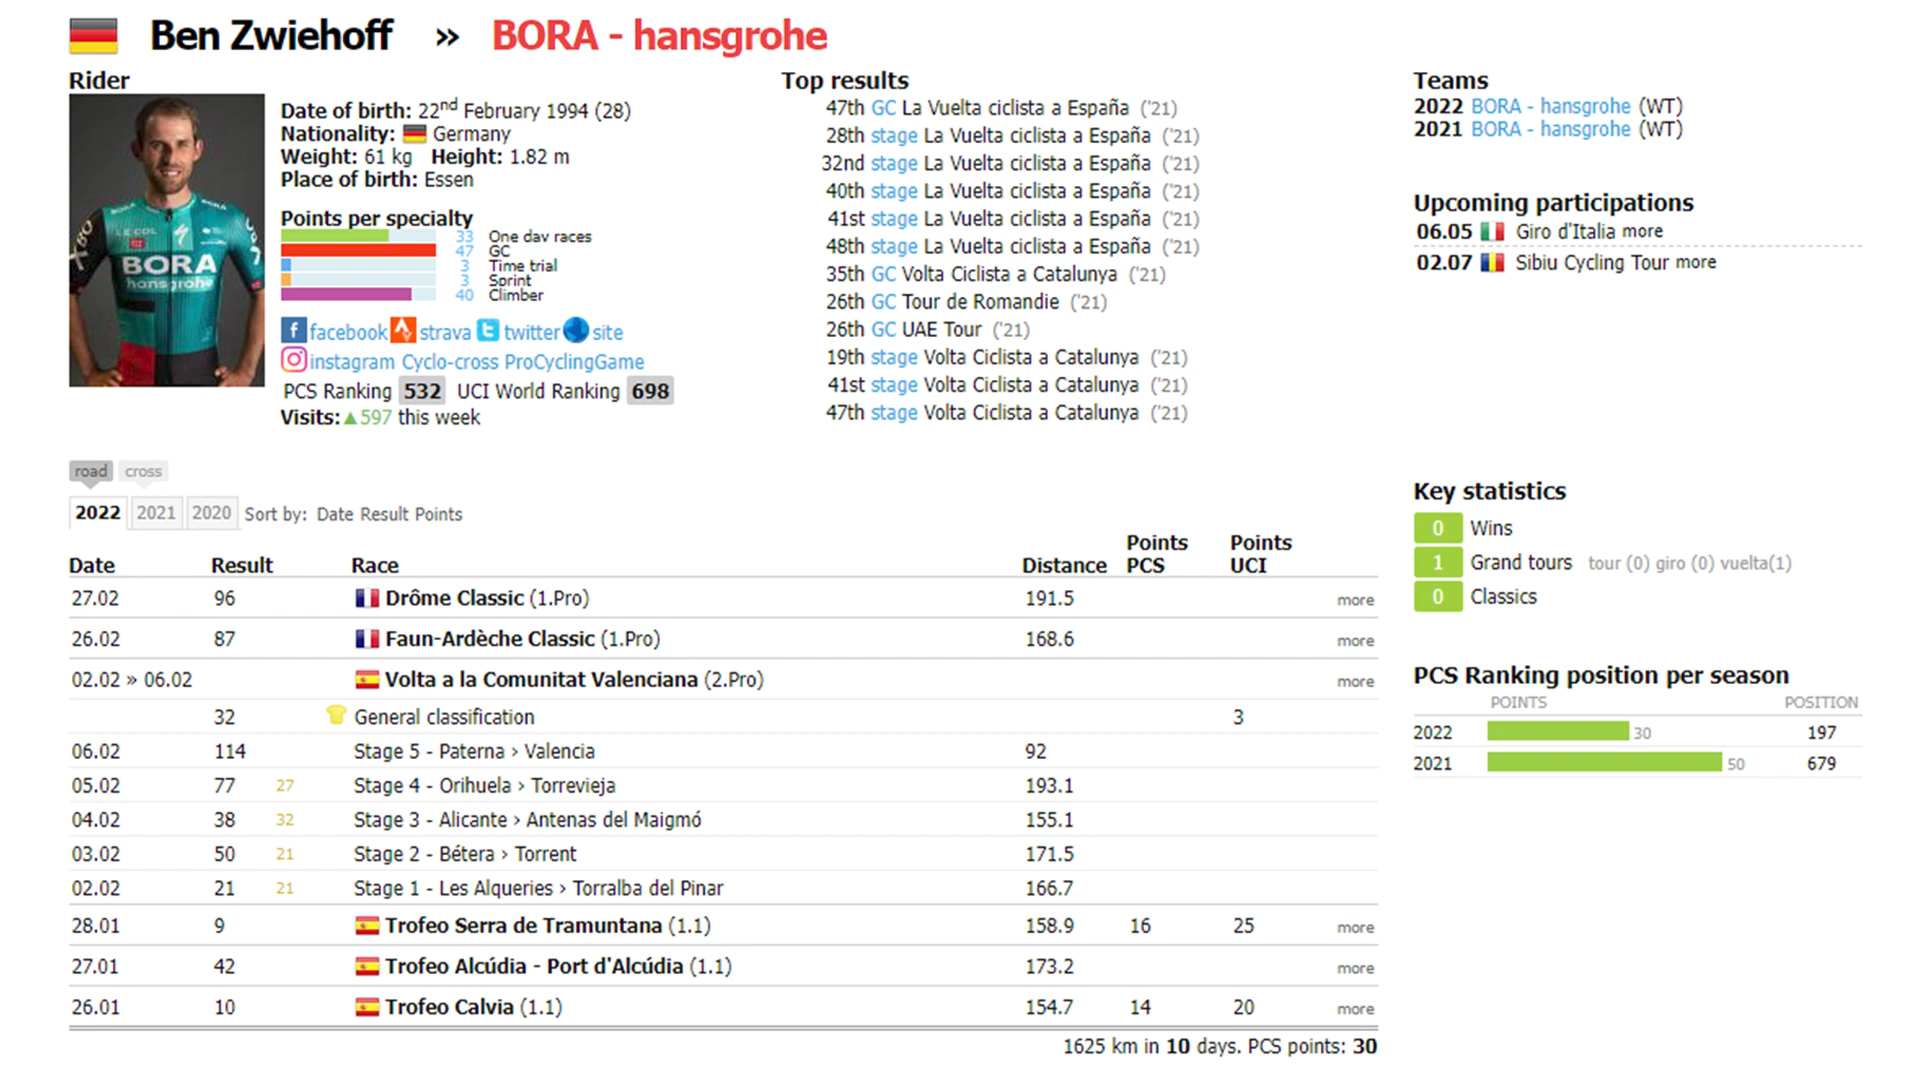 Ben Zwiehoff » BORA - hansgrohe
Rider
Date of birth: 22nd February 1994 (28)
Nationality: Germany
Weight: 61 kg Height: 1.82 m
Place of birth: Essen
Points per specialty
33 One day races
47 GC
3 Time trial
3 Sprint
40 Climber
facebook strava twitter site
instagram Cyclo-cross ProCyclingGame
PCS Ranking 532 UCI World Ranking 698
Visits: ▲597 this week
BORA
hansgrohe
Top results
47th GC La Vuelta ciclista a España ('21)
28th stage La Vuelta ciclista a España ('21)
32nd stage La Vuelta ciclista a España ('21)
40th stage La Vuelta ciclista a España ('21)
41st stage La Vuelta ciclista a España ('21)
48th stage La Vuelta ciclista a España ('21)
35th GC Volta Ciclista a Catalunya ('21)
26th GC Tour de Romandie ('21)
26th GC UAE Tour ('21)
19th stage Volta Ciclista a Catalunya ('21)
41st stage Volta Ciclista a Catalunya ('21)
47th stage Volta Ciclista a Catalunya ('21)
Teams
2022 BORA - hansgrohe (WT)
2021 BORA - hansgrohe (WT)
Upcoming participations
06.05 Giro d'Italia more
02.07 Sibiu Cycling Tour more
road cross
2022 2021 2020 Sort by: Date Result Points
Date Result Race Distance Points PCS Points UCI
27.02 96 Drôme Classic (1.Pro) 191.5 more
26.02 87 Faun-Ardèche Classic (1.Pro) 168.6 more
02.02 » 06.02 Volta a la Comunitat Valenciana (2.Pro) more
32 General classification 3
06.02 114 Stage 5 - Paterna › Valencia 92
05.02 77 27 Stage 4 - Orihuela › Torrevieja 193.1
04.02 38 32 Stage 3 - Alicante › Antenas del Maigmó 155.1
03.02 50 21 Stage 2 - Bétera › Torrent 171.5
02.02 21 21 Stage 1 - Les Alqueries › Torralba del Pinar 166.7
28.01 9 Trofeo Serra de Tramuntana (1.1) 158.9 16 25 more
27.01 42 Trofeo Alcúdia - Port d'Alcúdia (1.1) 173.2 more
26.01 10 Trofeo Calvia (1.1) 154.7 14 20 more
1625 km in 10 days. PCS points: 30
Key statistics
0 Wins
1 Grand tours tour (0) giro (0) vuelta(1)
0 Classics
PCS Ranking position per season
POINTS POSITION
2022 30 197
2021 50 679